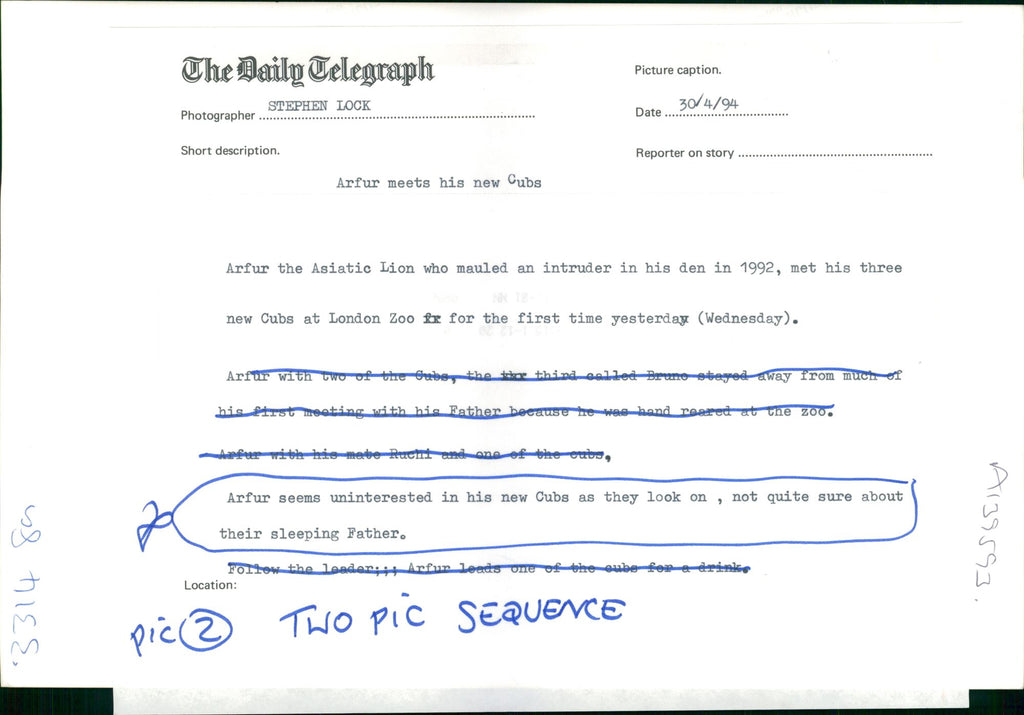 The Daily Telegraph
Picture caption.
Photographer STEPHEN LOCK
Date 30/4/94
Short description.
Reporter on story
Arfur meets his new Cubs
Arfur the Asiatic Lion who mauled an intruder in his den in 1992, met his three
new Cubs at London Zoo fr for the first time yesterday (Wednesday).
Arfur with two of the Cubs, the third called Bruno stayed away from much of
his first meeting with his Father because he was hand reared at the zoo.
Arfur with his mate Ruchi and one of the cubs,
Arfur seems uninterested in his new Cubs as they look on , not quite sure about
their sleeping Father.
Follow the leader;;; Arfur leads one of the cubs for a drink.
Location:
pic 2 TWO PIC SEQUENCE
3314
A1139593.